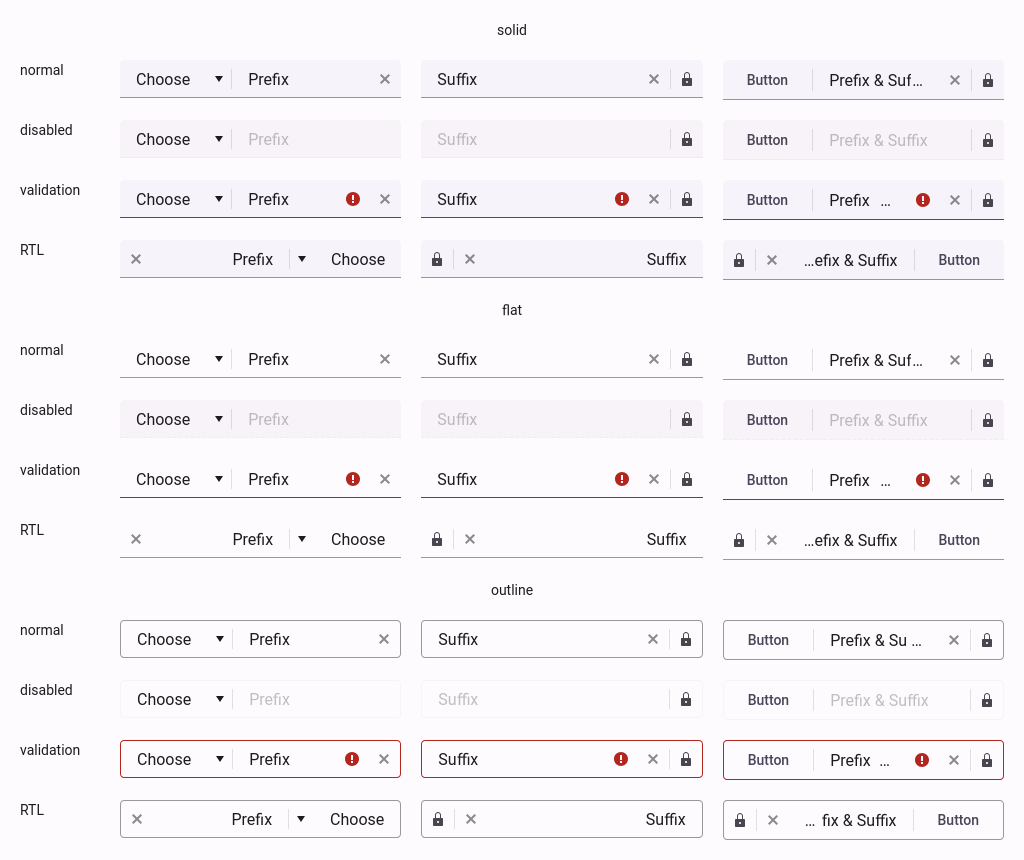 solid
normal Choose Prefix Suffix Button Prefix & Suf…
disabled Choose Prefix Suffix Button Prefix & Suffix
validation Choose Prefix Suffix Button Prefix …
RTL Prefix Choose Suffix …efix & Suffix Button
flat
normal Choose Prefix Suffix Button Prefix & Suf…
disabled Choose Prefix Suffix Button Prefix & Suffix
validation Choose Prefix Suffix Button Prefix …
RTL Prefix Choose Suffix …efix & Suffix Button
outline
normal Choose Prefix Suffix Button Prefix & Su …
disabled Choose Prefix Suffix Button Prefix & Suffix
validation Choose Prefix Suffix Button Prefix …
RTL Prefix Choose Suffix … fix & Suffix Button